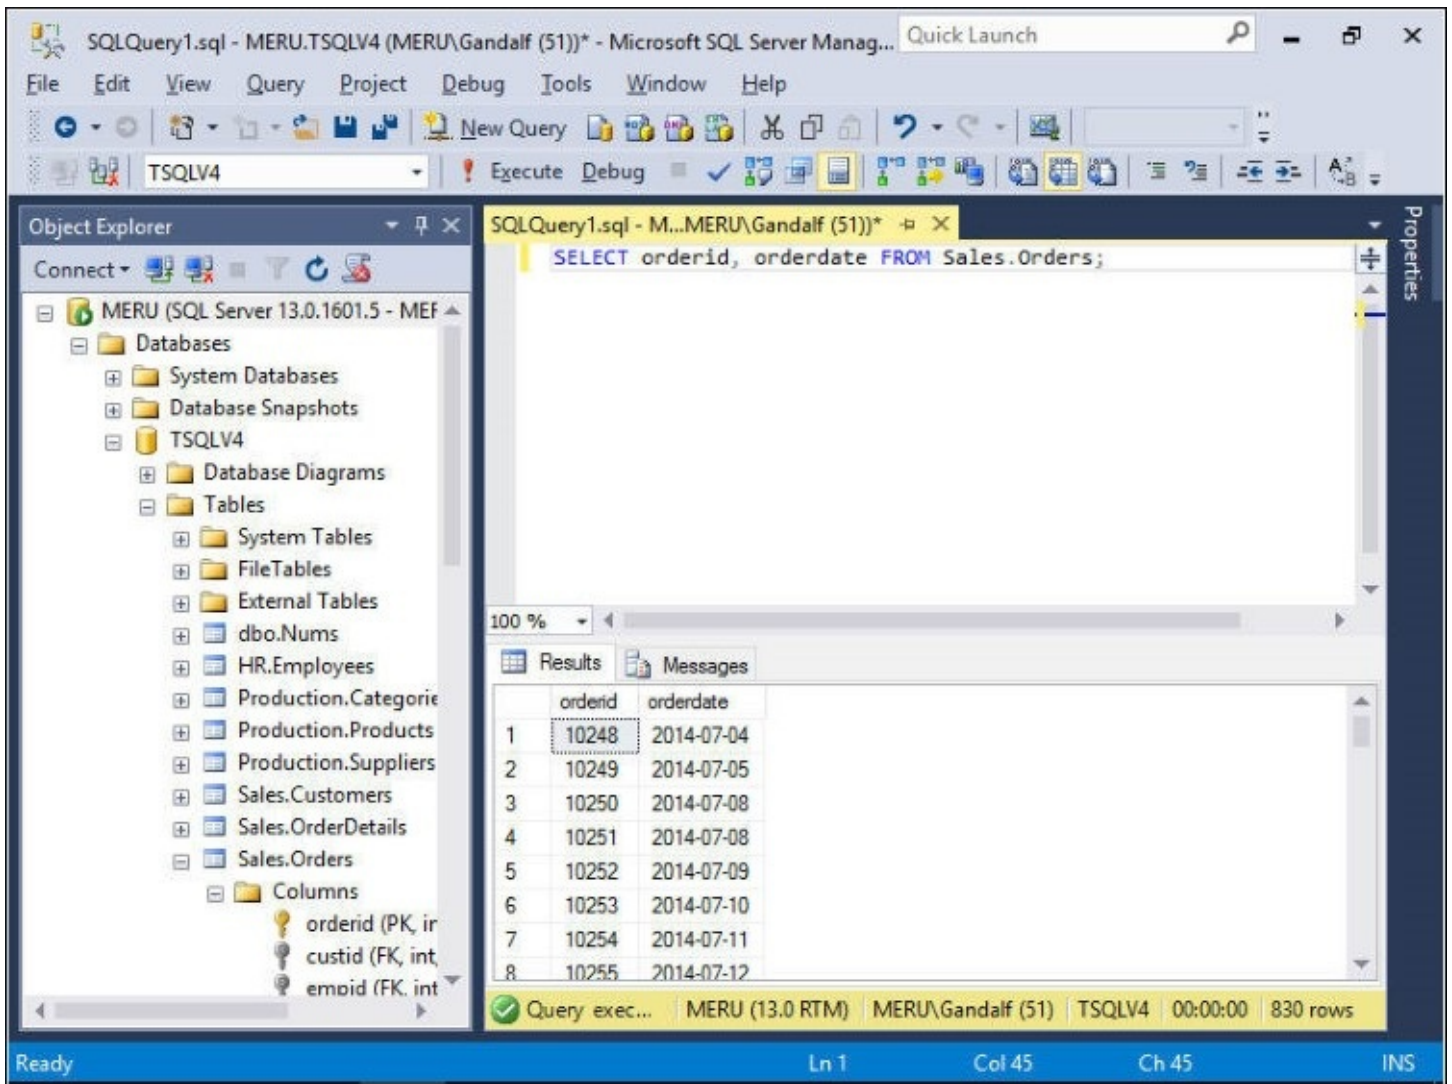 SQLQuery1.sql - MERU.TSQLV4 (MERU\Gandalf (51))* - Microsoft SQL Server Manag...
Quick Launch
File Edit View Query Project Debug Tools Window Help
New Query
TSQLV4
Execute Debug
Object Explorer
Connect
MERU (SQL Server 13.0.1601.5 - MEF
Databases
System Databases
Database Snapshots
TSQLV4
Database Diagrams
Tables
System Tables
FileTables
External Tables
dbo.Nums
HR.Employees
Production.Categorie
Production.Products
Production.Suppliers
Sales.Customers
Sales.OrderDetails
Sales.Orders
Columns
orderid (PK, ir
custid (FK, int,
empid (FK, int
SQLQuery1.sql - M...MERU\Gandalf (51))*
SELECT orderid, orderdate FROM Sales.Orders;
100 %
Results Messages
orderid orderdate
1 10248 2014-07-04
2 10249 2014-07-05
3 10250 2014-07-08
4 10251 2014-07-08
5 10252 2014-07-09
6 10253 2014-07-10
7 10254 2014-07-11
8 10255 2014-07-12
Query exec... MERU (13.0 RTM) MERU\Gandalf (51) TSQLV4 00:00:00 830 rows
Properties
Ready Ln 1 Col 45 Ch 45 INS